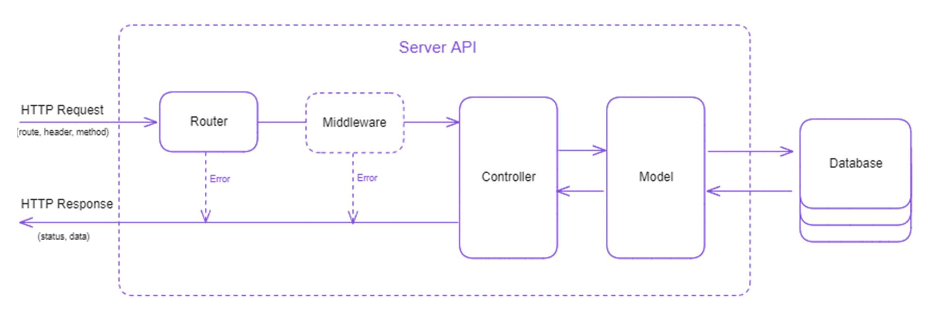 Server API
HTTP Request
(route, header, method)
Router
Middleware
Controller
Model
Database
Error
Error
HTTP Response
(status, data)